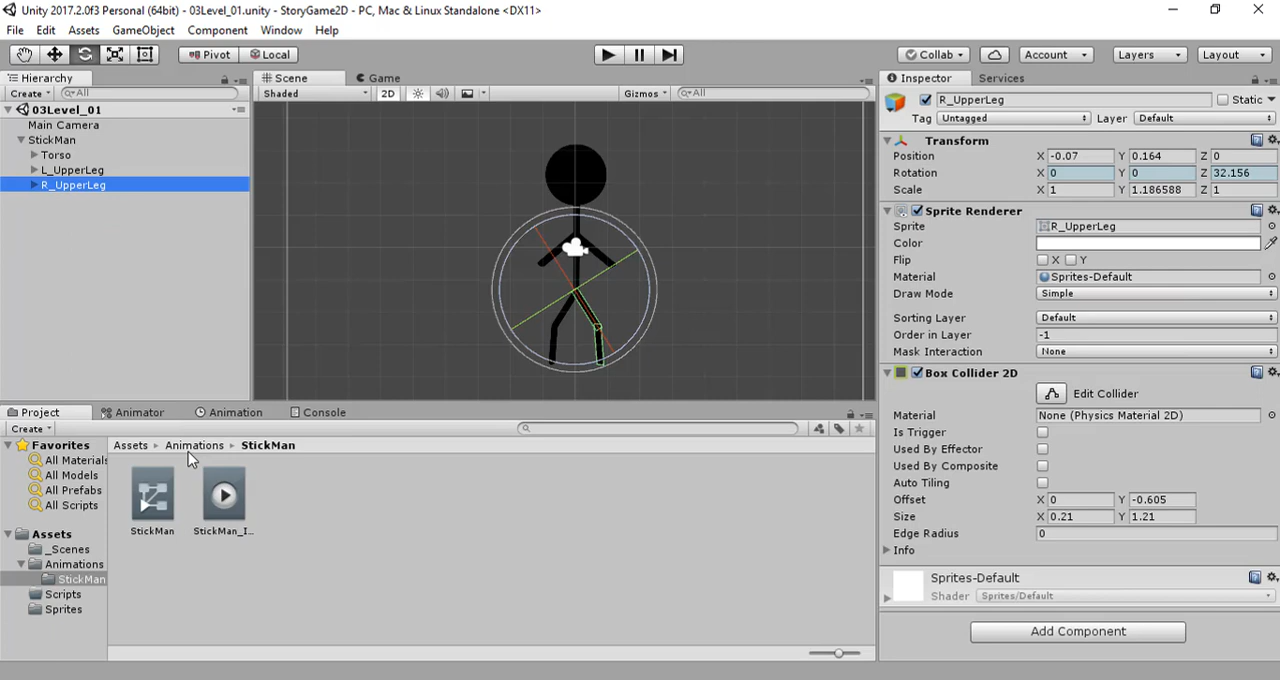 Unity 2017.2.0f3 Personal (64bit) - 03Level_01.unity - StoryGame2D - PC, Mac & Linux Standalone <DX11>
File Edit Assets GameObject Component Window Help
Pivot Local Collab Account Layers Layout
Hierarchy
Create All
03Level_01
Main Camera
StickMan
Torso
L_UpperLeg
R_UpperLeg
Scene Game
Shaded 2D Gizmos All
Inspector Services
R_UpperLeg Static
Tag Untagged Layer Default
Transform
Position X -0.07 Y 0.164 Z 0
Rotation X 0 Y 0 Z 32.156
Scale X 1 Y 1.186588 Z 1
Sprite Renderer
Sprite R_UpperLeg
Color
Flip X Y
Material Sprites-Default
Draw Mode Simple
Sorting Layer Default
Order in Layer -1
Mask Interaction None
Box Collider 2D
Edit Collider
Material None (Physics Material 2D)
Is Trigger
Used By Effector
Used By Composite
Auto Tiling
Offset X 0 Y -0.605
Size X 0.21 Y 1.21
Edge Radius 0
Info
Sprites-Default
Shader Sprites/Default
Add Component
Project Animator Animation Console
Create
Favorites
All Materials
All Models
All Prefabs
All Scripts
Assets
_Scenes
Animations
StickMan
Scripts
Sprites
Assets Animations StickMan
StickMan StickMan_I...